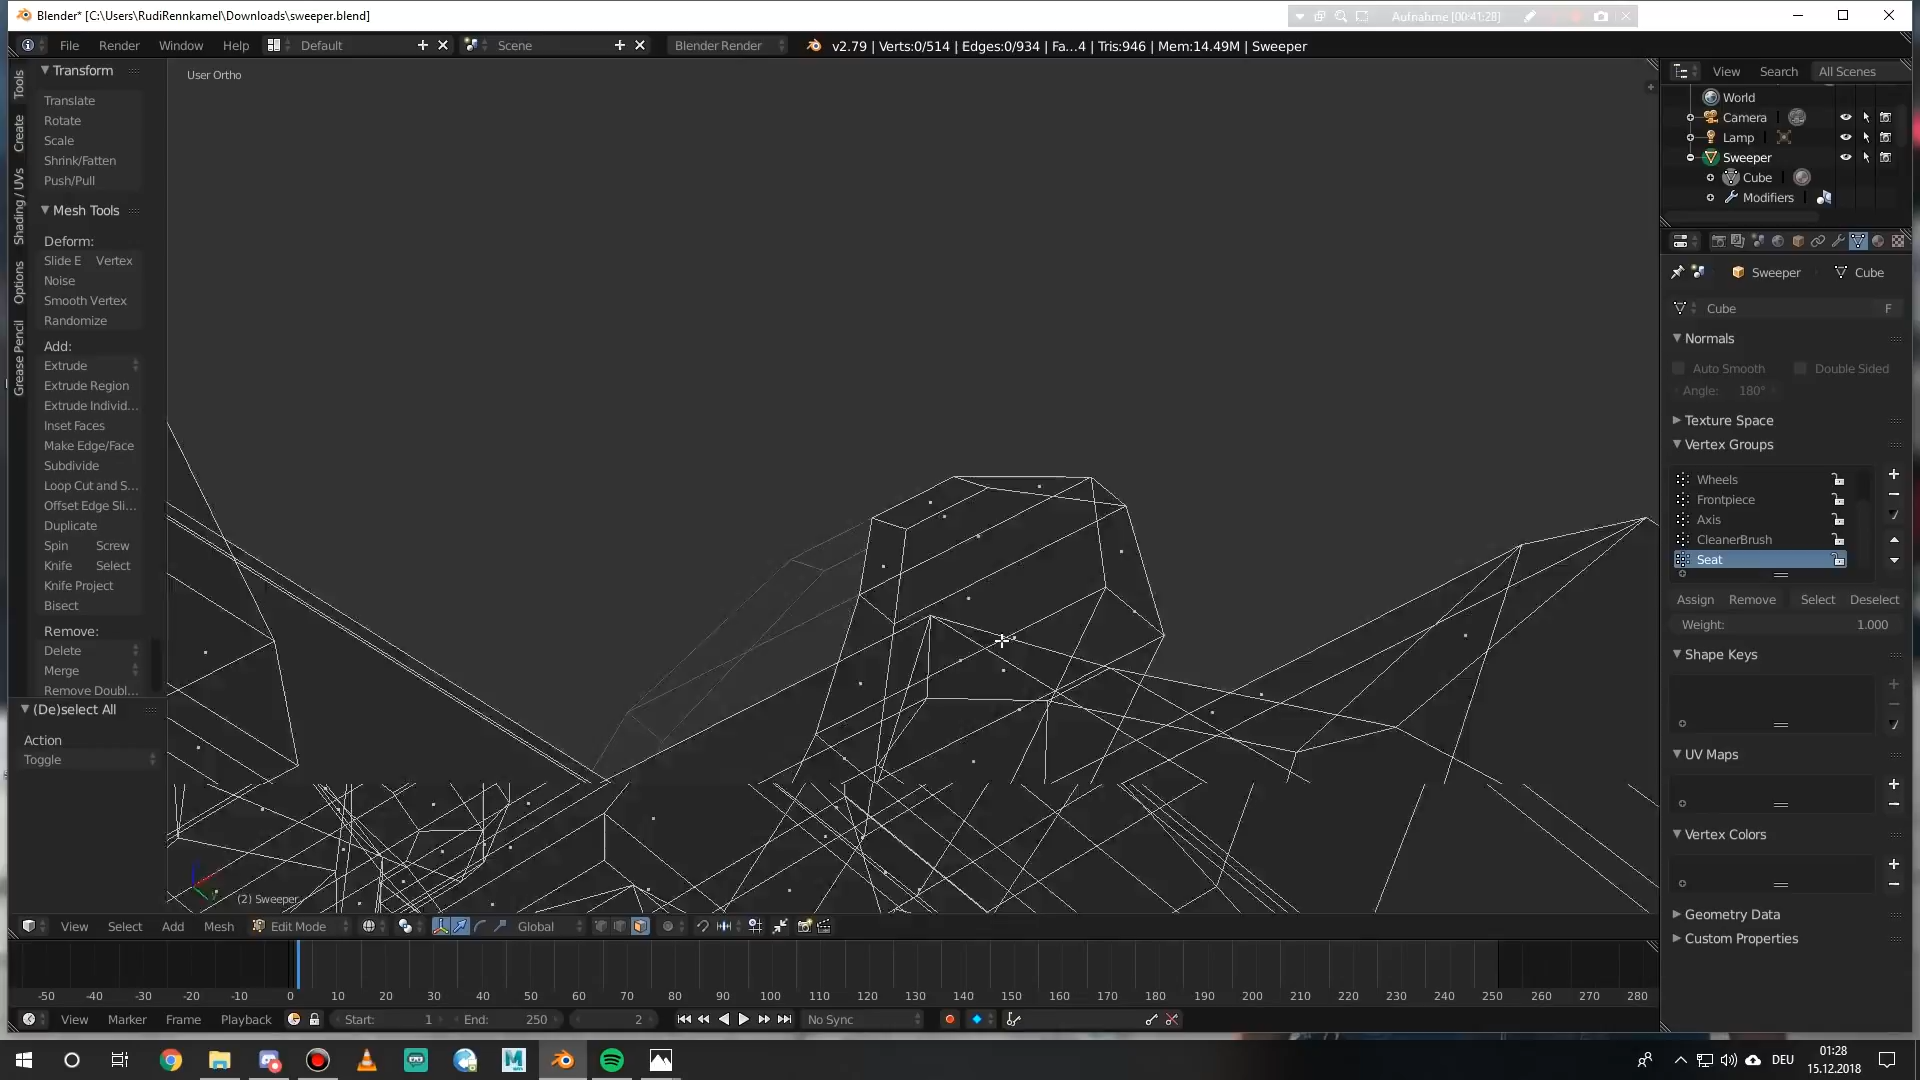 Blender* [C:\Users\RudiRennkamel\Downloads\sweeper.blend]
Aufnahme [00:41:28]
File Render Window Help Default Scene Blender Render v2.79 | Verts:0/514 | Edges:0/934 | Fa...4 | Tris:946 | Mem:14.49M | Sweeper
Tools
Create
Shading / UVs
Options
Grease Pencil
Transform
Translate
Rotate
Scale
Shrink/Fatten
Push/Pull
Mesh Tools
Deform:
Slide E Vertex
Noise
Smooth Vertex
Randomize
Add:
Extrude
Extrude Region
Extrude Individ...
Inset Faces
Make Edge/Face
Subdivide
Loop Cut and S...
Offset Edge Sli...
Duplicate
Spin Screw
Knife Select
Knife Project
Bisect
Remove:
Delete
Merge
Remove Doubl...
(De)select All
Action
Toggle
User Ortho
(2) Sweeper
View Search All Scenes
World
Camera
Lamp
Sweeper
Cube
Modifiers
Sweeper Cube
Cube F
Normals
Auto Smooth Double Sided
Angle: 180°
Texture Space
Vertex Groups
Wheels
Frontpiece
Axis
CleanerBrush
Seat
Assign Remove Select Deselect
Weight: 1.000
Shape Keys
UV Maps
Vertex Colors
Geometry Data
Custom Properties
View Select Add Mesh Edit Mode Global
-50 -40 -30 -20 -10 0 10 20 30 40 50 60 70 80 90 100 110 120 130 140 150 160 170 180 190 200 210 220 230 240 250 260 270 280
View Marker Frame Playback Start: 1 End: 250 2 No Sync
DEU
01:28
15.12.2018